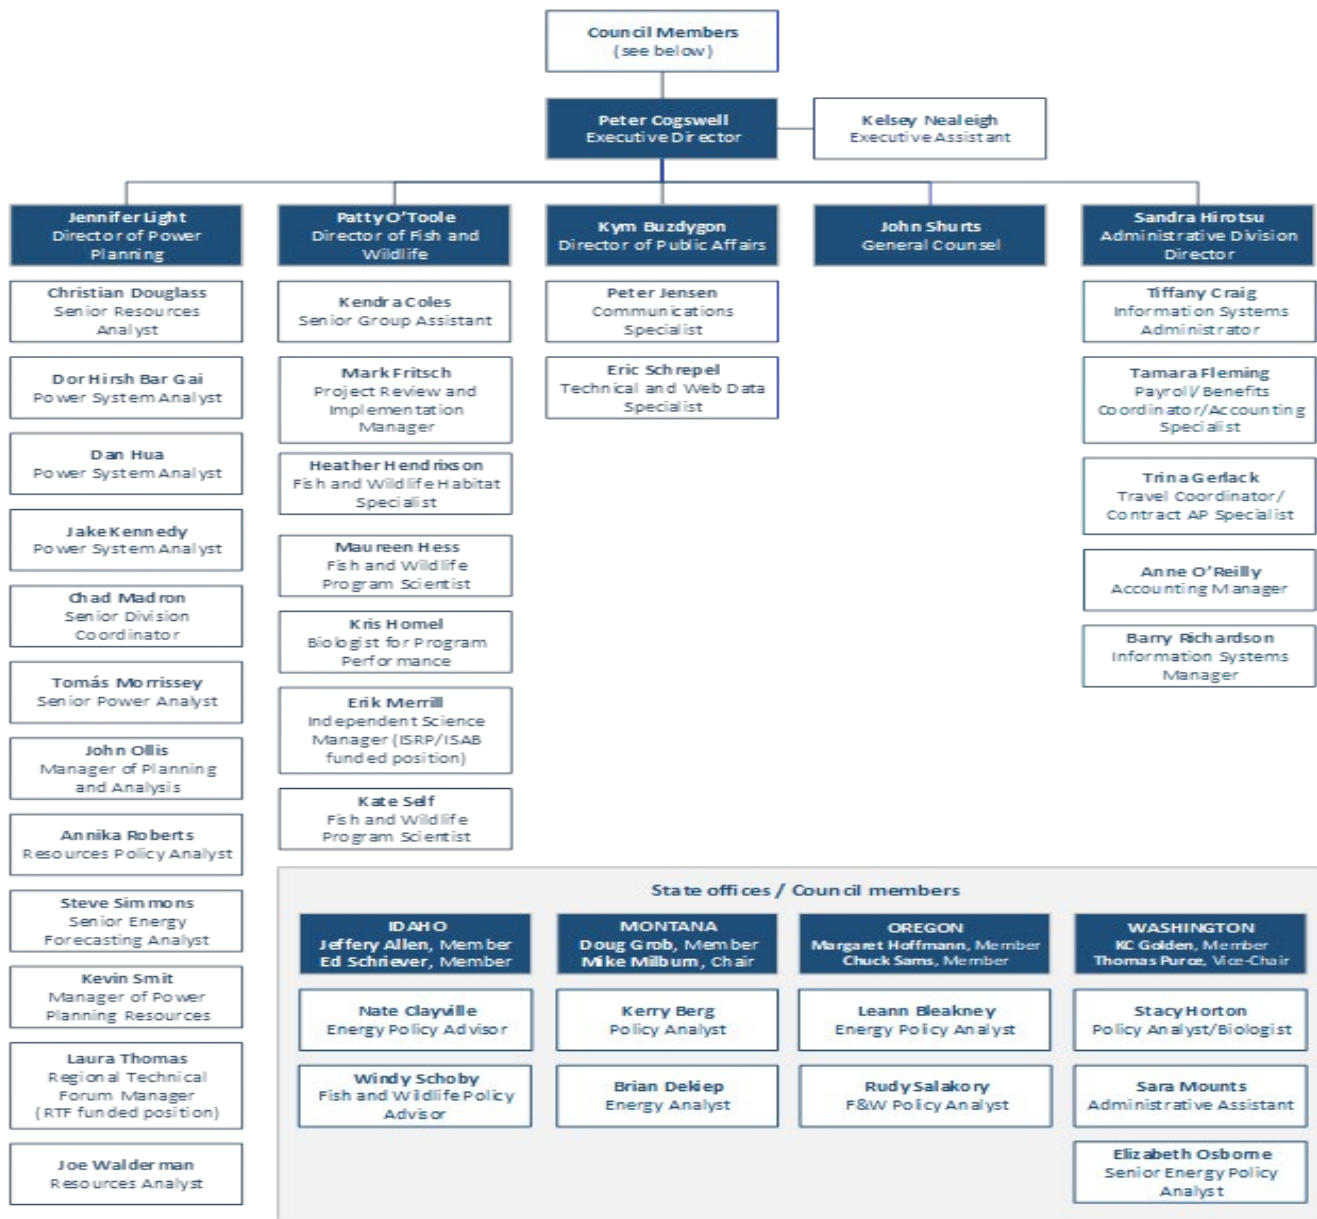 Council Members
(see below)
Peter Cogswell
Executive Director
Kelsey Nealeigh
Executive Assistant
Jennifer Light
Director of Power
Planning
Christian Douglass
Senior Resources
Analyst
Dor Hirsh Bar Gai
Power System Analyst
Dan Hua
Power System Analyst
Jake Kennedy
Power System Analyst
Chad Madron
Senior Division
Coordinator
Tomás Morrissey
Senior Power Analyst
John Ollis
Manager of Planning
and Analysis
Annika Roberts
Resources Policy Analyst
Steve Simmons
Senior Energy
Forecasting Analyst
Kevin Smit
Manager of Power
Planning Resources
Laura Thomas
Regional Technical
Forum Manager
(RTF funded position)
Joe Walderman
Resources Analyst
Patty O'Toole
Director of Fish and
Wildlife
Kendra Coles
Senior Group Assistant
Mark Fritsch
Project Review and
Implementation
Manager
Heather Hendrixson
Fish and Wildlife Habitat
Specialist
Maureen Hess
Fish and Wildlife
Program Scientist
Kris Homel
Biologist for Program
Performance
Erik Merrill
Independent Science
Manager (ISRP/ISAB
funded position)
Kate Self
Fish and Wildlife
Program Scientist
Kym Buzdygon
Director of Public Affairs
Peter Jensen
Communications
Specialist
Eric Schrepel
Technical and Web Data
Specialist
John Shurts
General Counsel
Sandra Hirotsu
Administrative Division
Director
Tiffany Craig
Information Systems
Administrator
Tamara Fleming
Payroll/Benefits
Coordinator/Accounting
Specialist
Trina Gerlack
Travel Coordinator/
Contract AP Specialist
Anne O'Reilly
Accounting Manager
Barry Richardson
Information Systems
Manager
State offices / Council members
IDAHO
Jeffery Allen, Member
Ed Schriever, Member
Nate Clayville
Energy Policy Advisor
Windy Schoby
Fish and Wildlife Policy
Advisor
MONTANA
Doug Grob, Member
Mike Milburn, Chair
Kerry Berg
Policy Analyst
Brian Dekiep
Energy Analyst
OREGON
Margaret Hoffmann, Member
Chuck Sams, Member
Leann Bleakney
Energy Policy Analyst
Rudy Salakory
F&W Policy Analyst
WASHINGTON
KC Golden, Member
Thomas Purce, Vice-Chair
Stacy Horton
Policy Analyst/Biologist
Sara Mounts
Administrative Assistant
Elizabeth Osborne
Senior Energy Policy
Analyst